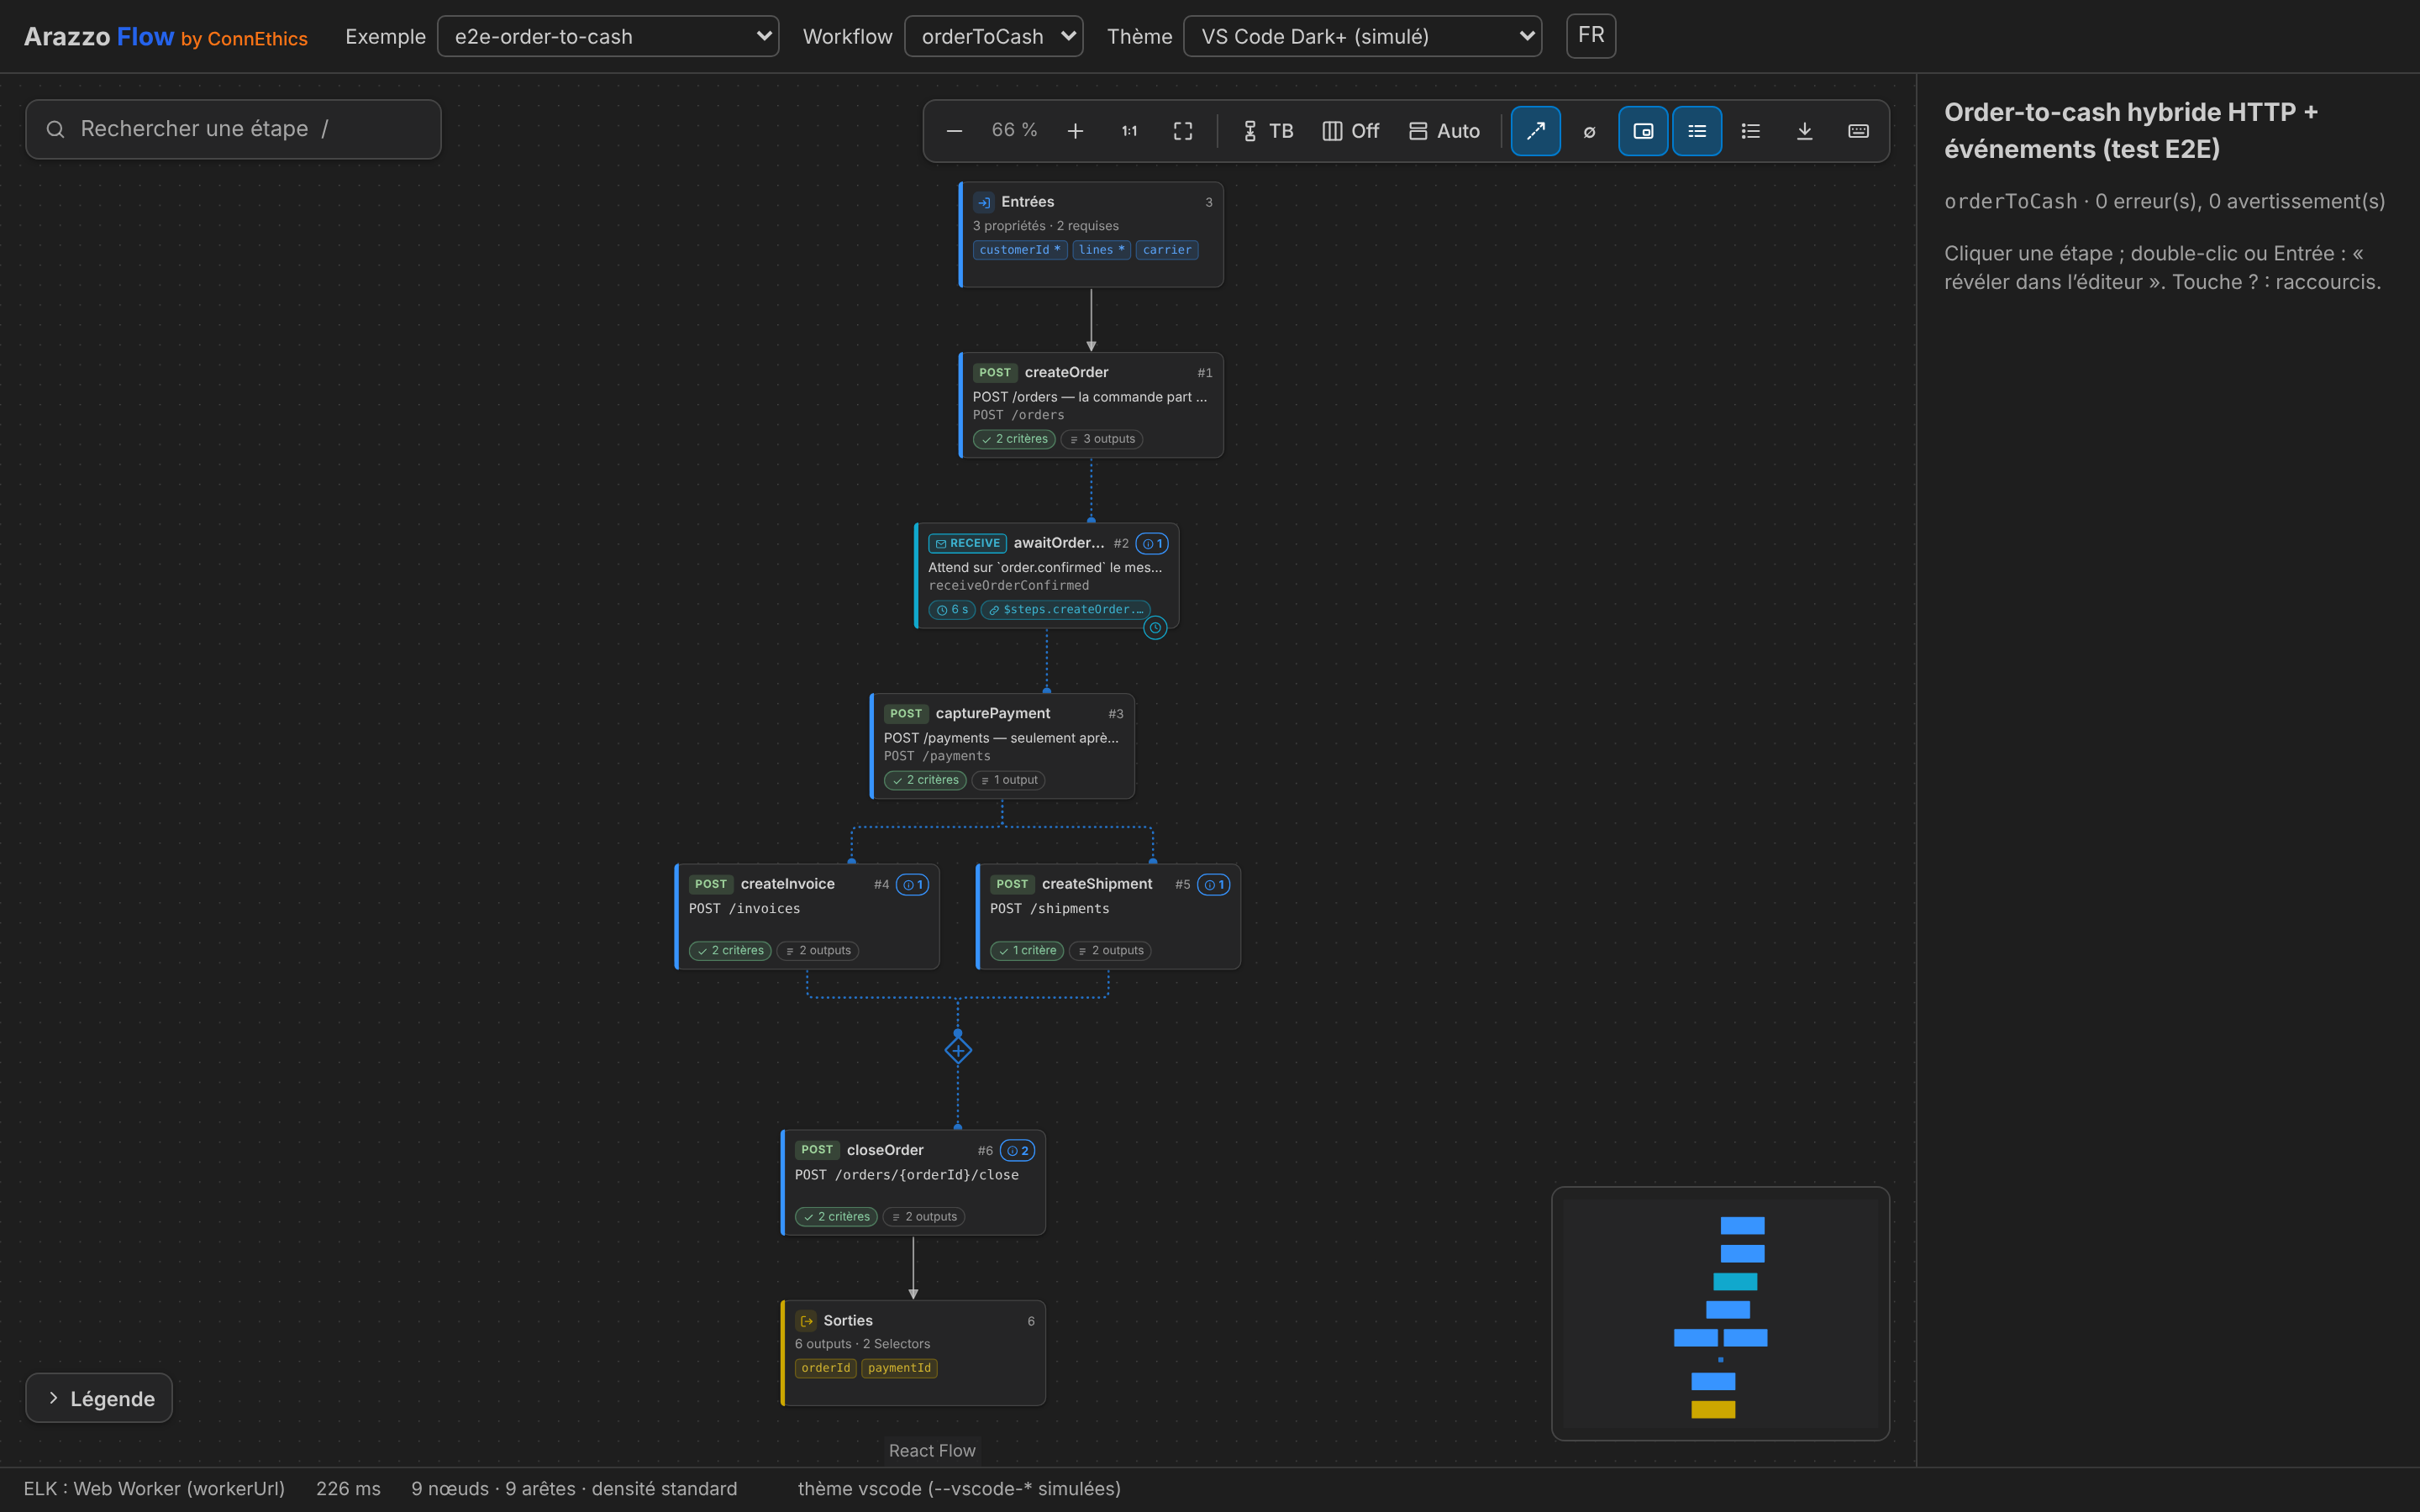 Arazzo Flow by ConnEthics
Exemple e2e-order-to-cash Workflow orderToCash Thème VS Code Dark+ (simulé) FR
Rechercher une étape /
66 % 1:1 TB Off Auto
Entrées 3
3 propriétés · 2 requises
customerId * lines * carrier
POST createOrder #1
POST /orders — la commande part ...
POST /orders
2 critères 3 outputs
RECEIVE awaitOrder... #2 1
Attend sur `order.confirmed` le mes...
receiveOrderConfirmed
6 s $steps.createOrder.…
POST capturePayment #3
POST /payments — seulement aprè...
POST /payments
2 critères 1 output
POST createInvoice #4 1
POST /invoices
2 critères 2 outputs
POST createShipment #5 1
POST /shipments
1 critère 2 outputs
POST closeOrder #6 2
POST /orders/{orderId}/close
2 critères 2 outputs
Sorties 6
6 outputs · 2 Selectors
orderId paymentId
Légende
React Flow
Order-to-cash hybride HTTP +
événements (test E2E)
orderToCash · 0 erreur(s), 0 avertissement(s)
Cliquer une étape ; double-clic ou Entrée : «
révéler dans l’éditeur ». Touche ? : raccourcis.
ELK : Web Worker (workerUrl) 226 ms 9 nœuds · 9 arêtes · densité standard thème vscode (--vscode-* simulées)